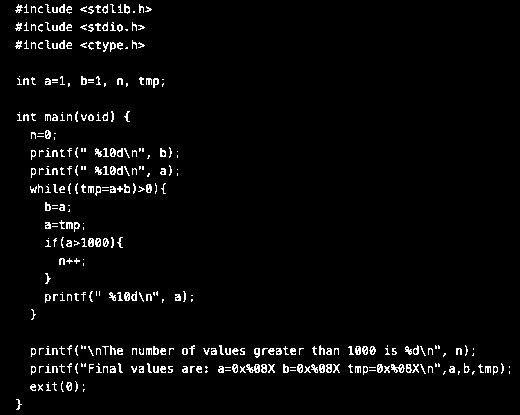 #include <stdlib.h>
#include <stdio.h>
#include <ctype.h>

int a=1, b=1, n, tmp;

int main(void) {
  n=0;
  printf(" %10d\n", b);
  printf(" %10d\n", a);
  while((tmp=a+b)>0){
    b=a;
    a=tmp;
    if(a>1000){
      n++;
    }
    printf(" %10d\n", a);
  }

  printf("\nThe number of values greater than 1000 is %d\n", n);
  printf("Final values are: a=0x%08X b=0x%08X tmp=0x%08X\n",a,b,tmp);
  exit(0);
}